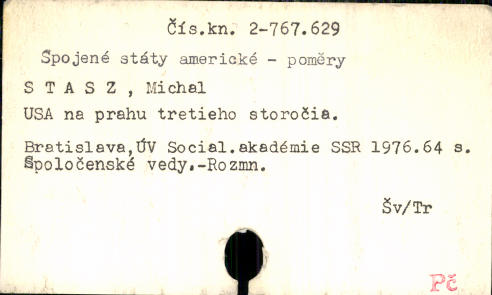 Čís.kn. 2-767.629
Spojené státy americké - poměry
S T A S Z , Michal
USA na prahu tretieho storočia.
Bratislava,ÚV Social.akadémie SSR 1976.64 s.
Spoločenské vedy.-Rozmn.
Šv/Tr
Pč